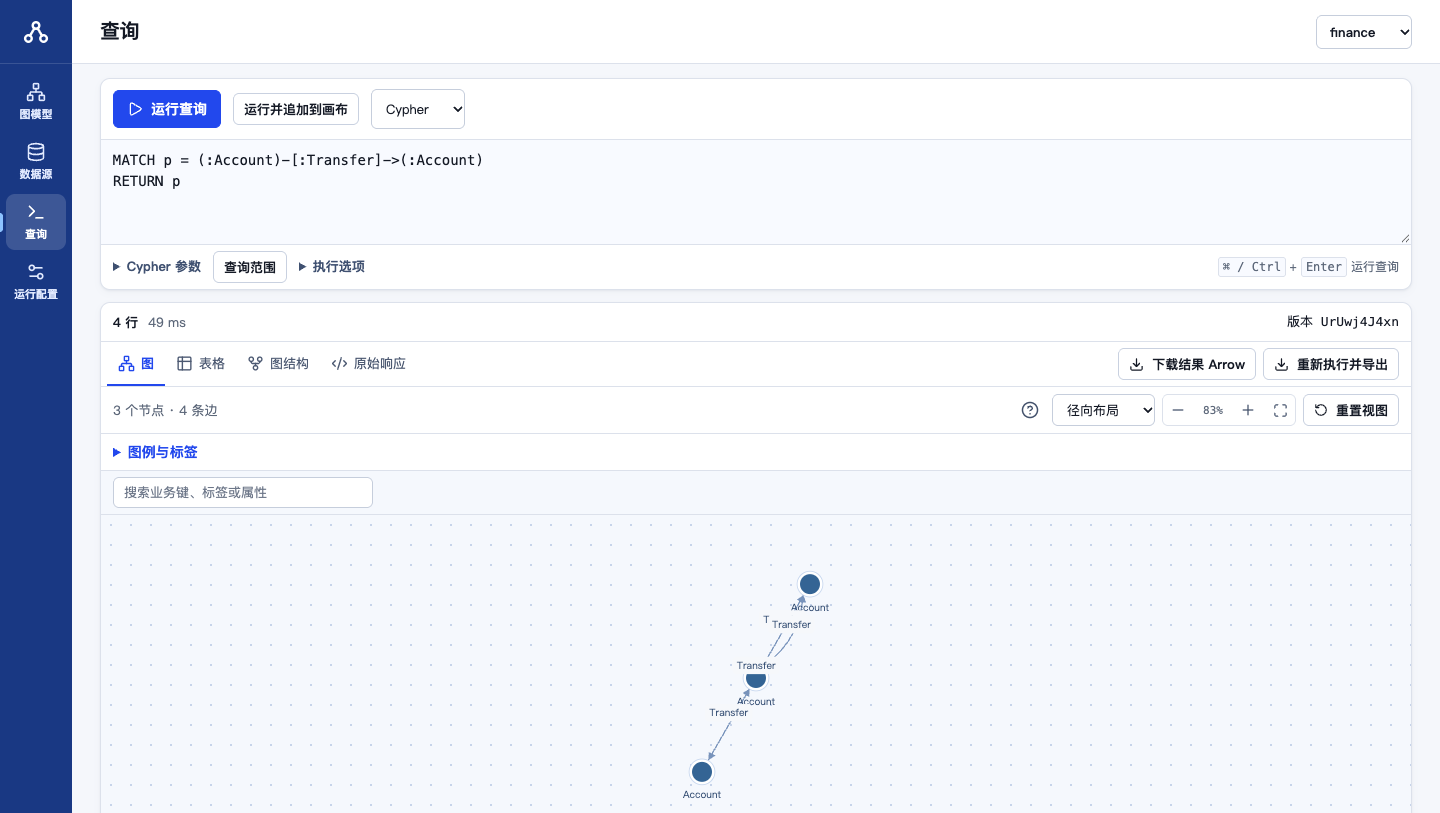 查询
finance
图模型
数据源
查询
运行配置
运行查询
运行并追加到画布
Cypher
MATCH p = (:Account)-[:Transfer]->(:Account)
RETURN p
Cypher 参数
查询范围
执行选项
⌘ / Ctrl + Enter 运行查询
4 行 49 ms
版本 UrUwj4J4xn
图
表格
图结构
原始响应
下载结果 Arrow
重新执行并导出
3 个节点 · 4 条边
径向布局
83%
重置视图
图例与标签
搜索业务键、标签或属性
Account
T
Transfer
Transfer
Account
Transfer
Account